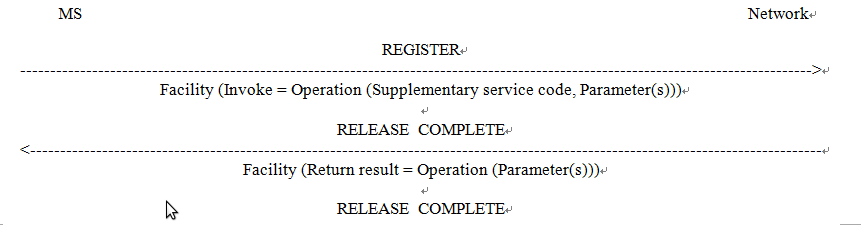 MS Network
REGISTER
------------------------------------------------------------------------------------------------------------------------------------>
Facility (Invoke = Operation (Supplementary service code, Parameter(s)))
RELEASE COMPLETE
<------------------------------------------------------------------------------------------------------------------------------------
Facility (Return result = Operation (Parameter(s)))
RELEASE COMPLETE